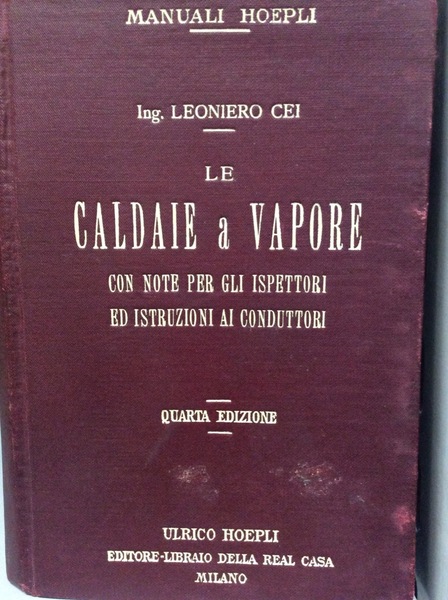 MANUALI HOEPLI
Ing. LEONIERO CEI
LE
CALDAIE a VAPORE
CON NOTE PER GLI ISPETTORI
ED ISTRUZIONI AI CONDUTTORI
QUARTA EDIZIONE
ULRICO HOEPLI
EDITORE-LIBRAIO DELLA REAL CASA
MILANO